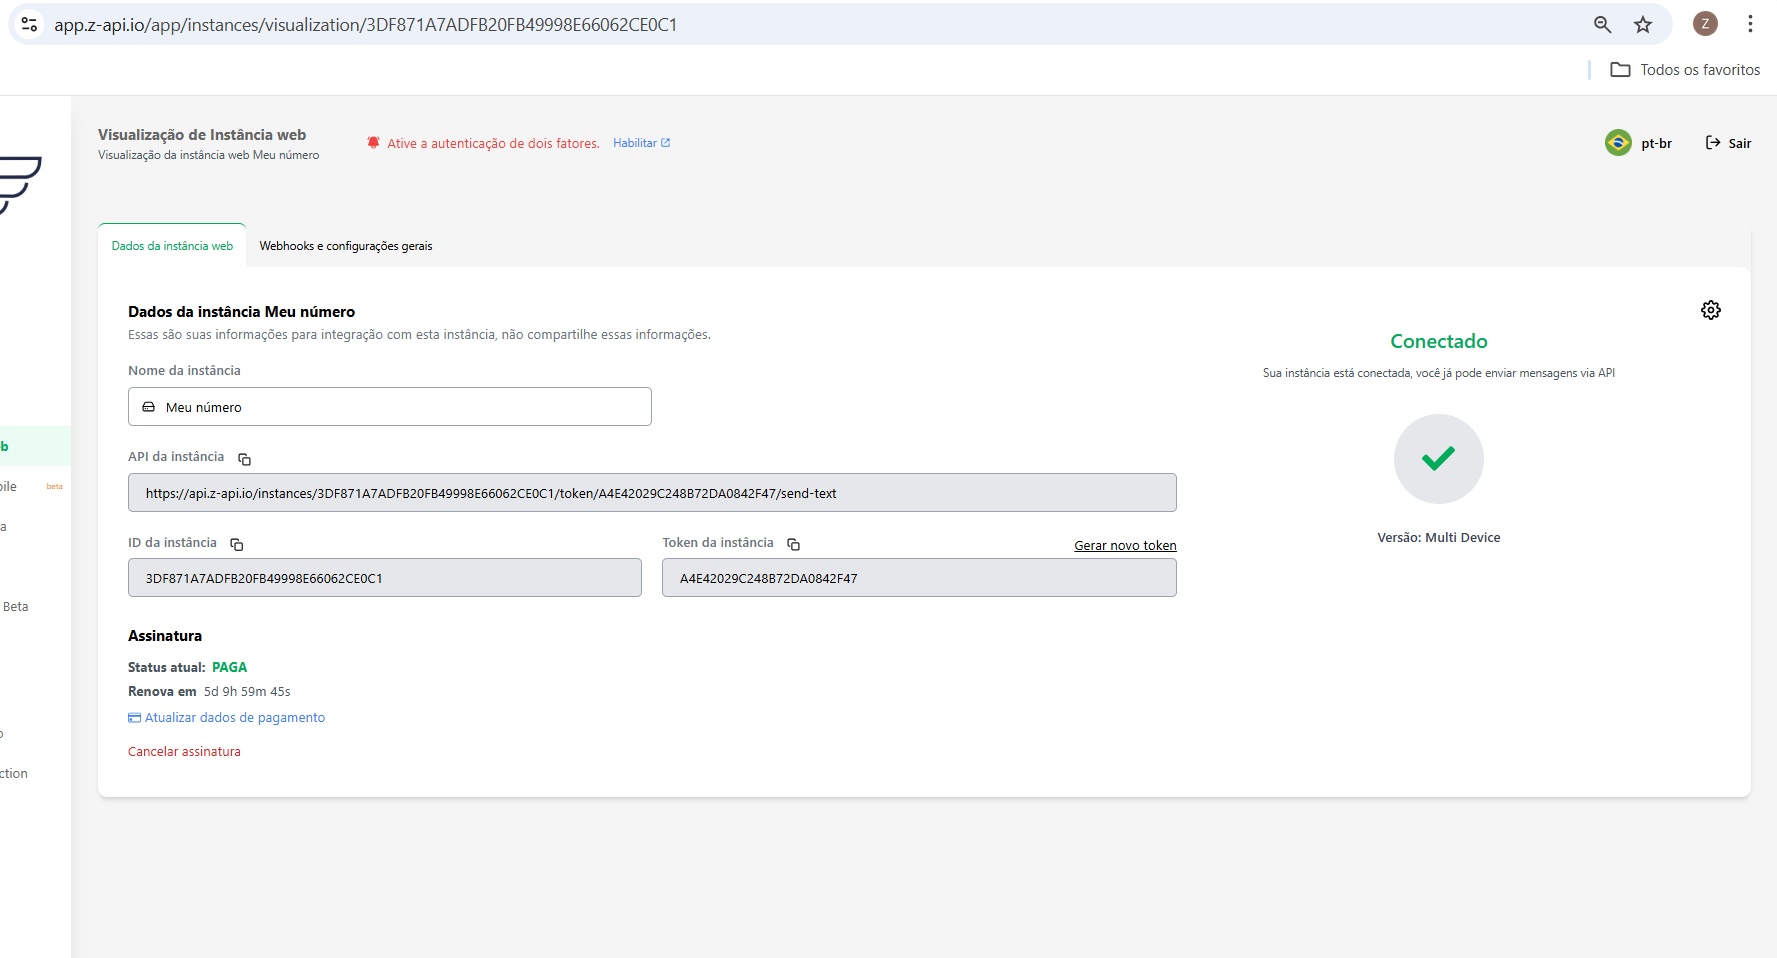 app.z-api.io/app/instances/visualization/3DF871A7ADFB20FB49998E66062CE0C1
Z
Todos os favoritos
Visualização de Instância web
Visualização da instância web Meu número
Ative a autenticação de dois fatores. Habilitar
pt-br
Sair
Dados da instância web
Webhooks e configurações gerais
Dados da instância Meu número
Essas são suas informações para integração com esta instância, não compartilhe essas informações.
Nome da instância
Meu número
API da instância
https://api.z-api.io/instances/3DF871A7ADFB20FB49998E66062CE0C1/token/A4E42029C248B72DA0842F47/send-text
ID da instância
3DF871A7ADFB20FB49998E66062CE0C1
Token da instância
Gerar novo token
A4E42029C248B72DA0842F47
Assinatura
Status atual: PAGA
Renova em 5d 9h 59m 45s
Atualizar dados de pagamento
Cancelar assinatura
Conectado
Sua instância está conectada, você já pode enviar mensagens via API
Versão: Multi Device
b
ile beta
a
Beta
ction